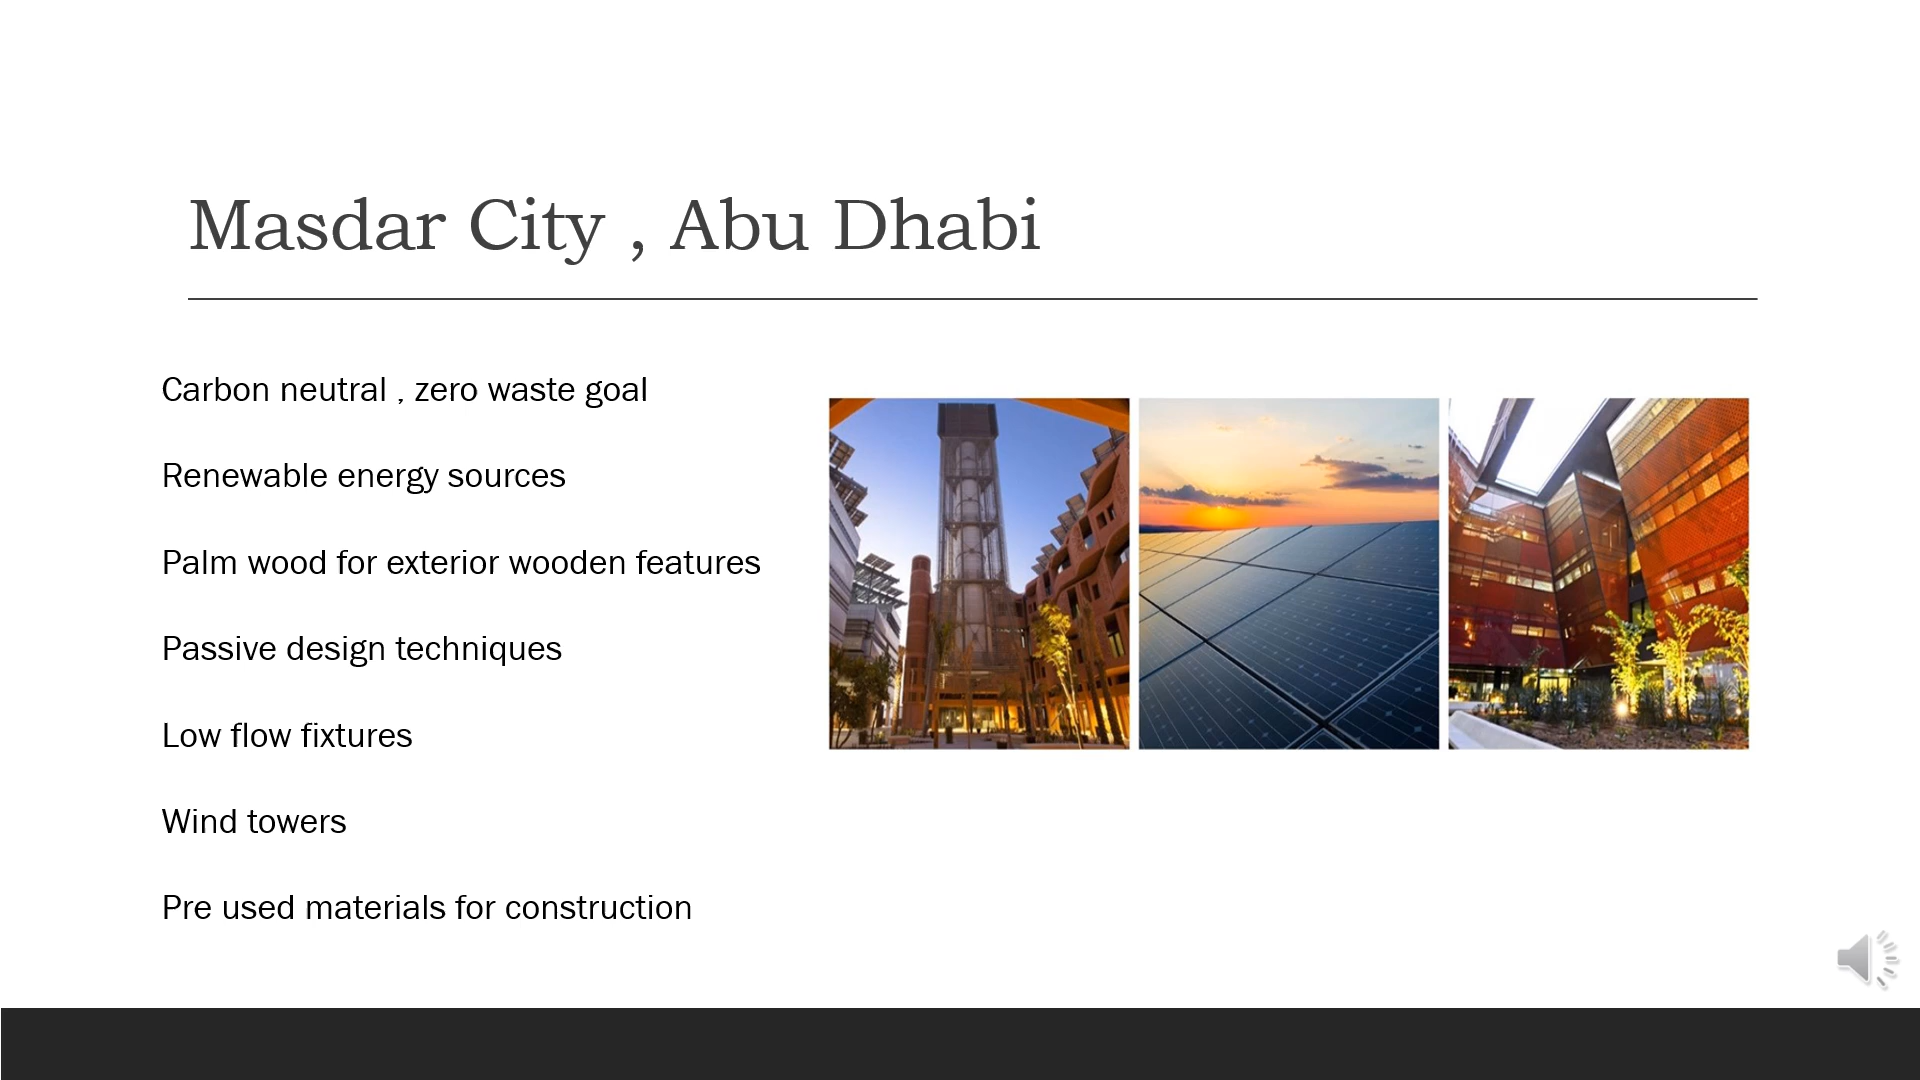 Masdar City , Abu Dhabi
Carbon neutral , zero waste goal
Renewable energy sources
Palm wood for exterior wooden features
Passive design techniques
Low flow fixtures
Wind towers
Pre used materials for construction